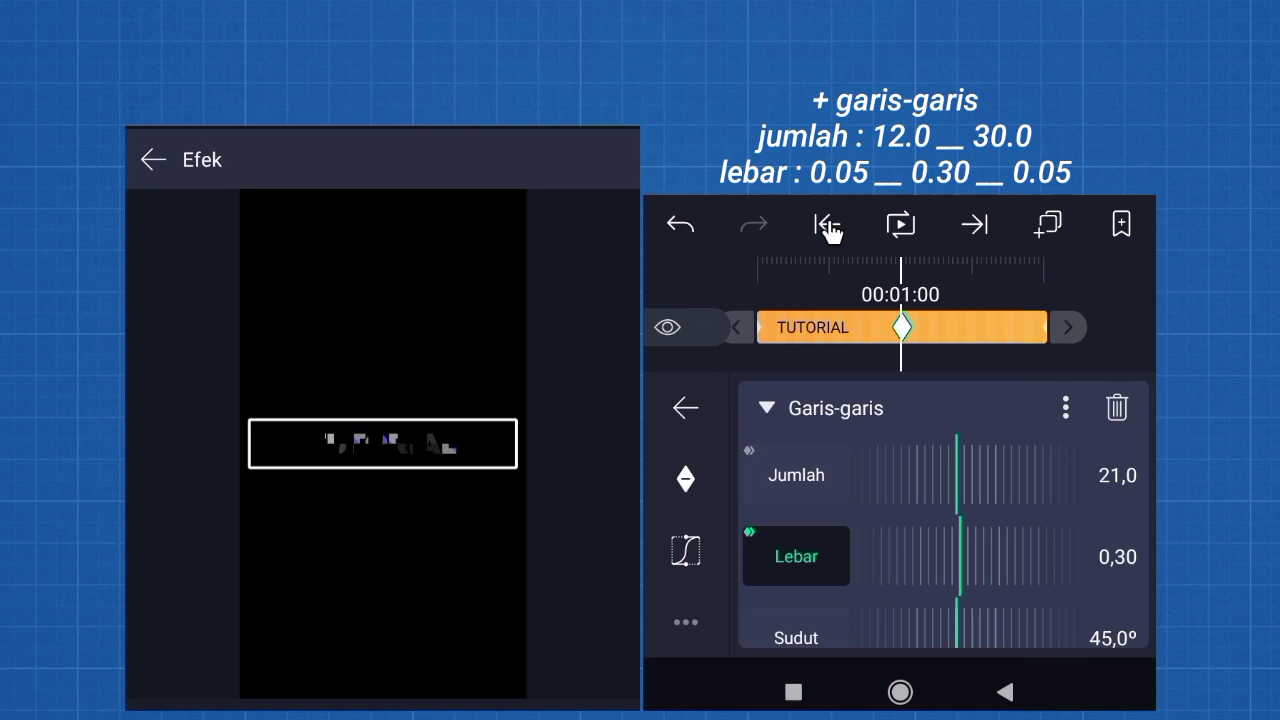 + garis-garis
jumlah : 12.0 __ 30.0
lebar : 0.05 __ 0.30 __ 0.05
Efek
00:01:00
TUTORIAL
Garis-garis
Jumlah 21,0
Lebar 0,30
Sudut 45,0º